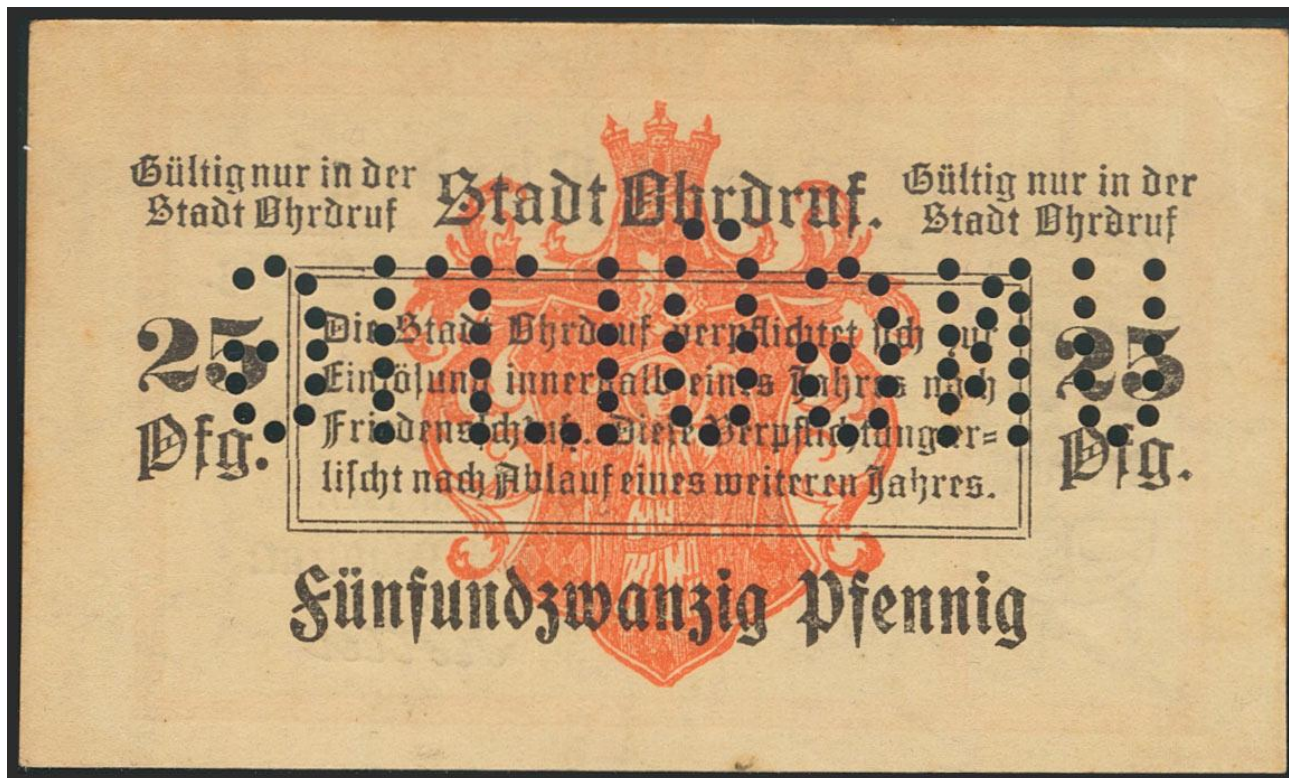 Gültig nur in der
Stadt Ohrdruf
Stadt Ohrdruf.
Gültig nur in der
Stadt Ohrdruf
UNGÜLTIG
25
Pfg.
Die Stadt Ohrdruf verpflichtet sich zur
Einlösung innerhalb eines Jahres nach
Friedensschluß. Diese Verpflichtung er=
lischt nach Ablauf eines weiteren Jahres.
25
Pfg.
Fünfundzwanzig Pfennig